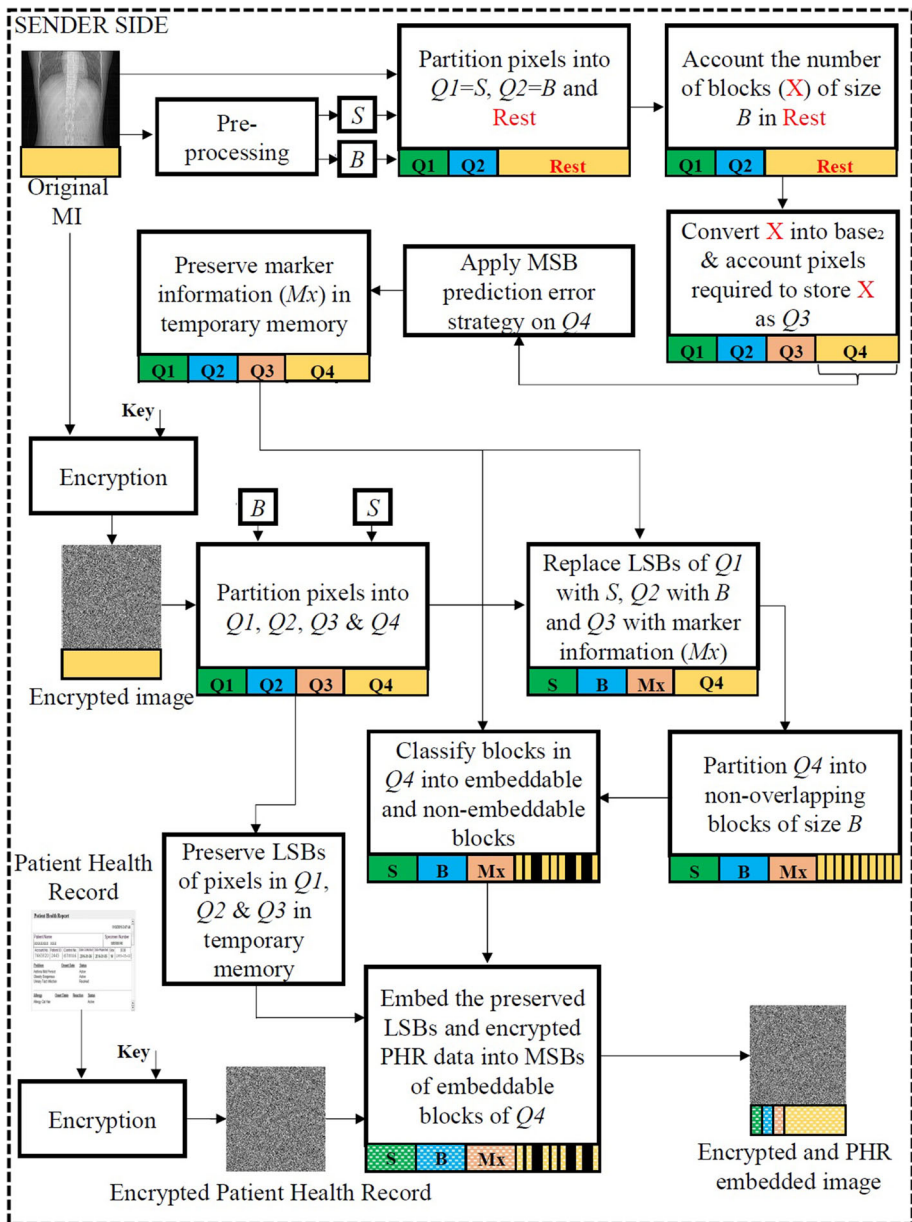 SENDER SIDE
Original
MI
Pre-
processing
S
B
Partition pixels into
Q1=S, Q2=B and
Rest
Q1 Q2 Rest
Account the number
of blocks (X) of size
B in Rest
Q1 Q2 Rest
Convert X into base₂
& account pixels
required to store X
as Q3
Q1 Q2 Q3 Q4
Apply MSB
prediction error
strategy on Q4
Preserve marker
information (Mx) in
temporary memory
Q1 Q2 Q3 Q4
Key
Encryption
Encrypted image
B
S
Partition pixels into
Q1, Q2, Q3 & Q4
Q1 Q2 Q3 Q4
Replace LSBs of Q1
with S, Q2 with B
and Q3 with marker
information (Mx)
S B Mx Q4
Partition Q4 into
non-overlapping
blocks of size B
S B Mx
Classify blocks in
Q4 into embeddable
and non-embeddable
blocks
S B Mx
Preserve LSBs
of pixels in Q1,
Q2 & Q3 in
temporary
memory
Patient Health
Record
Patient Health Report
Key
Encryption
Encrypted Patient Health Record
Embed the preserved
LSBs and encrypted
PHR data into MSBs
of embeddable
blocks of Q4
S B Mx
Encrypted and PHR
embedded image